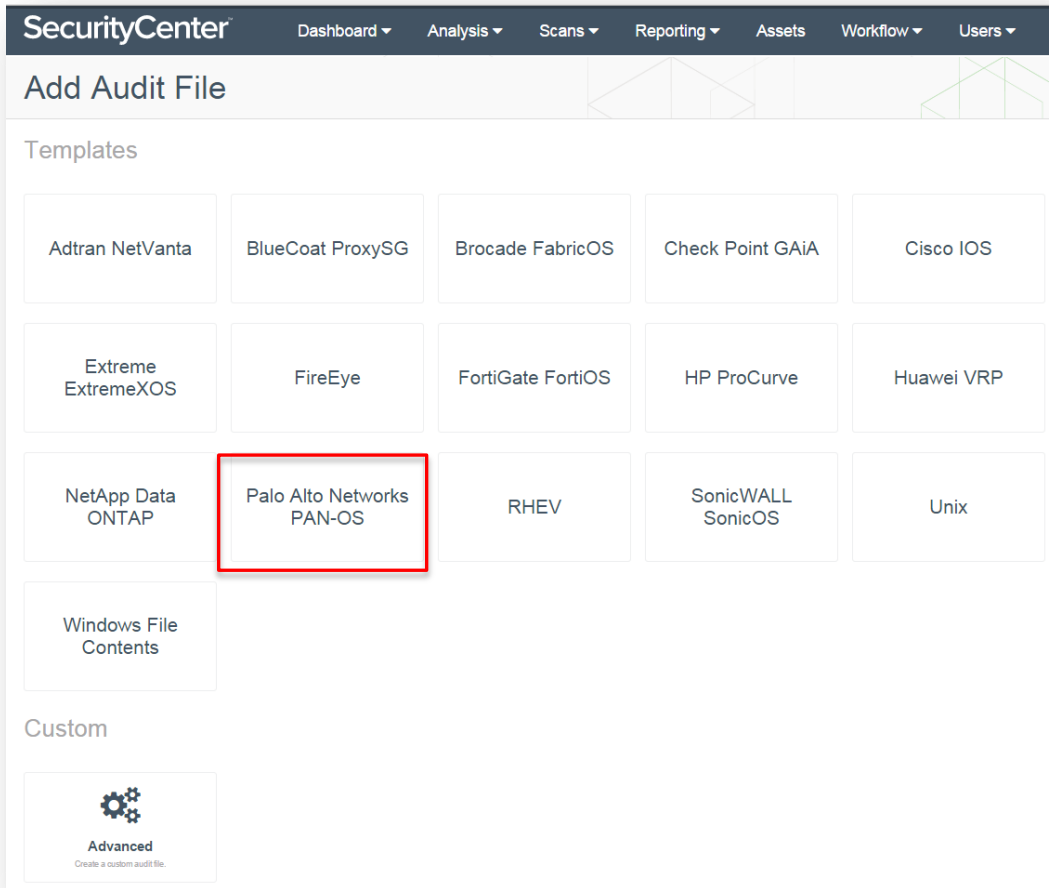 SecurityCenter™
Dashboard Analysis Scans Reporting Assets Workflow Users
Add Audit File
Templates
Adtran NetVanta
BlueCoat ProxySG
Brocade FabricOS
Check Point GAiA
Cisco IOS
Extreme
ExtremeXOS
FireEye
FortiGate FortiOS
HP ProCurve
Huawei VRP
NetApp Data
ONTAP
Palo Alto Networks
PAN-OS
RHEV
SonicWALL
SonicOS
Unix
Windows File
Contents
Custom
Advanced
Create a custom audit file.